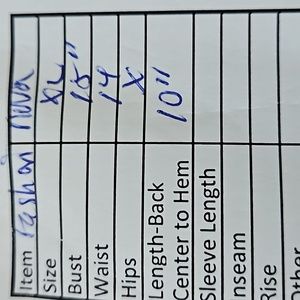 Item Fashion nova
Size XL
Bust 15"
Waist 14
Hips X
Length-Back
Center to Hem 10"
Sleeve Length
Inseam
Rise
Other